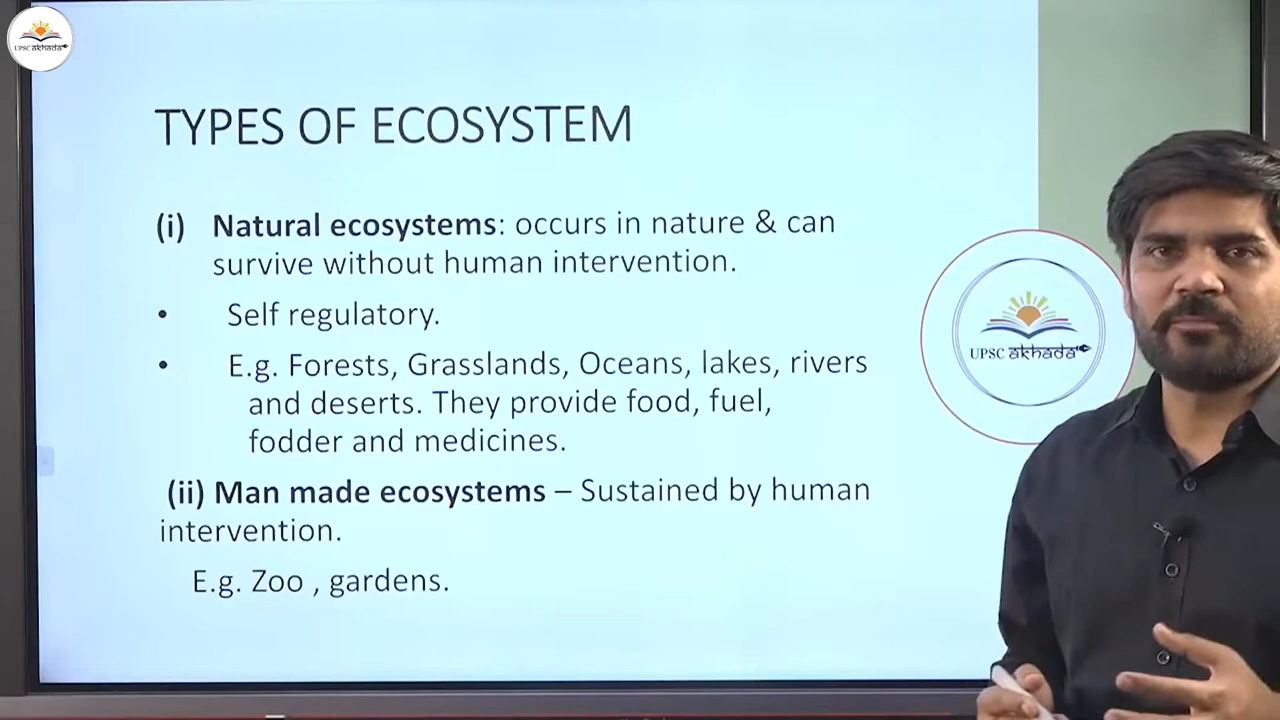 UPSC akhada
TYPES OF ECOSYSTEM
(i) Natural ecosystems: occurs in nature & can
survive without human intervention.
• Self regulatory.
• E.g. Forests, Grasslands, Oceans, lakes, rivers
and deserts. They provide food, fuel,
fodder and medicines.
(ii) Man made ecosystems – Sustained by human
intervention.
E.g. Zoo , gardens.
UPSC akhada